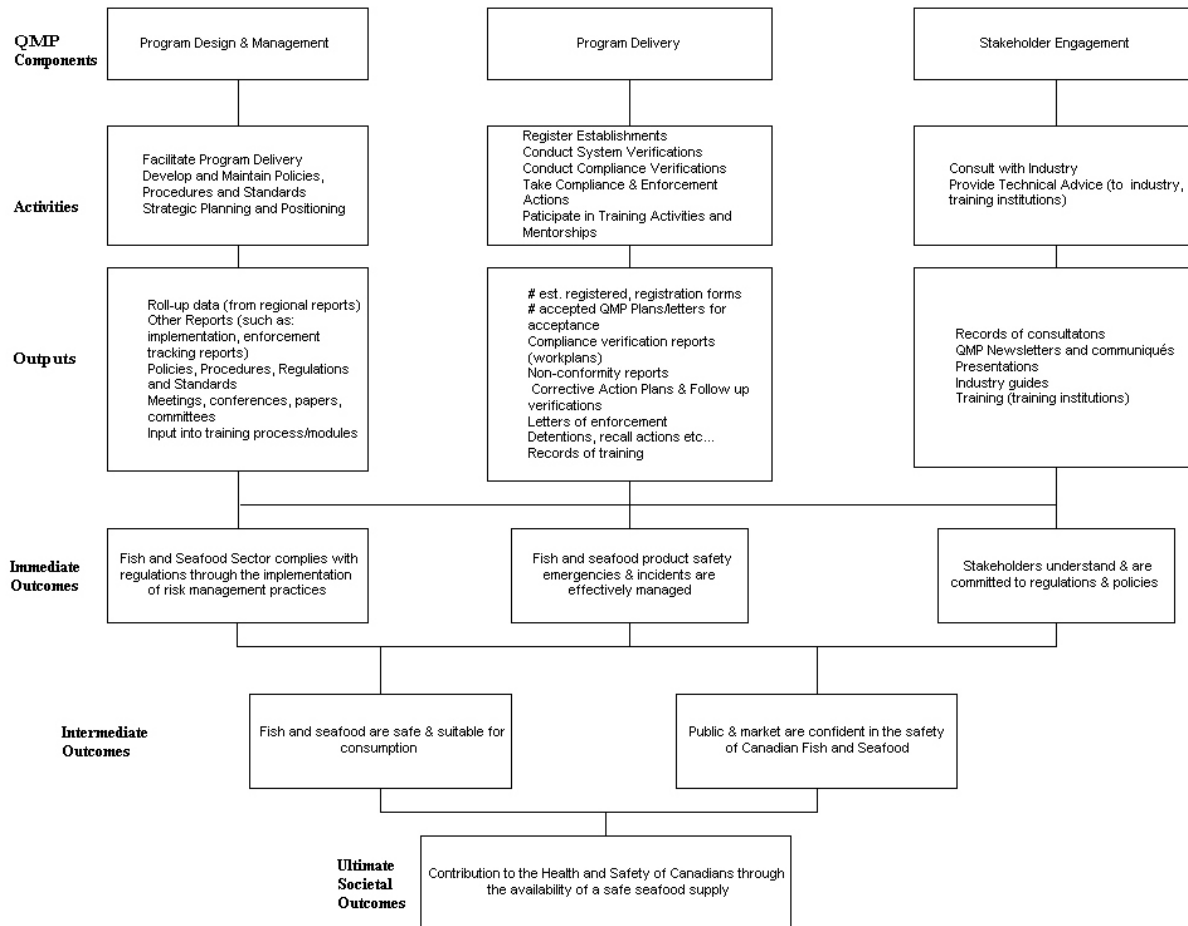 QMP
Components
Program Design & Management
Program Delivery
Stakeholder Engagement
Activities
Facilitate Program Delivery
Develop and Maintain Policies,
Procedures and Standards
Strategic Planning and Positioning
Register Establishments
Conduct System Verifications
Conduct Compliance Verifications
Take Compliance & Enforcement
Actions
Paticipate in Training Activities and
Mentorships
Consult with Industry
Provide Technical Advice (to industry,
training institutions)
Outputs
Roll-up data (from regional reports)
Other Reports (such as:
implementation, enforcement
tracking reports)
Policies, Procedures, Regulations
and Standards
Meetings, conferences, papers,
committees
Input into training process/modules
# est. registered, registration forms
# accepted QMP Plans/letters for
acceptance
Compliance verification reports
(workplans)
Non-conformity reports
Corrective Action Plans & Follow up
verifications
Letters of enforcement
Detentions, recall actions etc...
Records of training
Records of consultatons
QMP Newsletters and communiqués
Presentations
Industry guides
Training (training institutions)
Immediate
Outcomes
Fish and Seafood Sector complies with
regulations through the implementation
of risk management practices
Fish and seafood product safety
emergencies & incidents are
effectively managed
Stakeholders understand & are
committed to regulations & policies
Intermediate
Outcomes
Fish and seafood are safe & suitable for
consumption
Public & market are confident in the safety
of Canadian Fish and Seafood
Ultimate
Societal
Outcomes
Contribution to the Health and Safety of Canadians through
the availability of a safe seafood supply